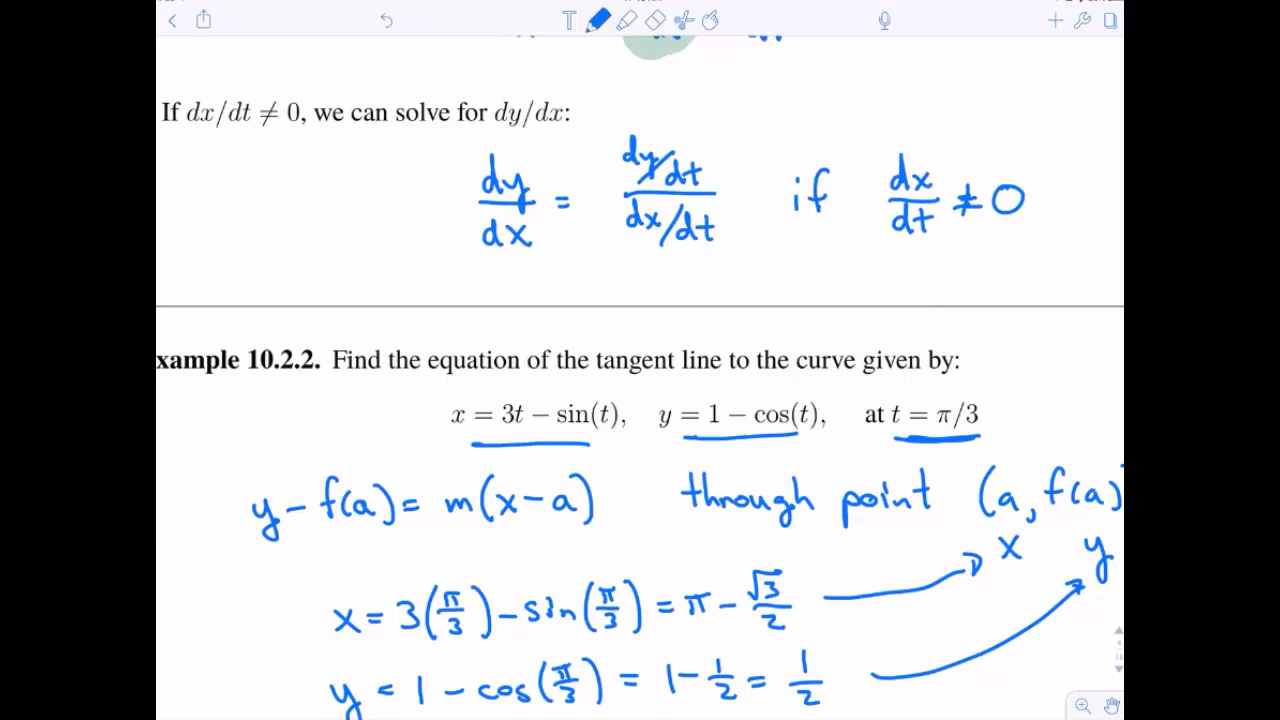 If dx/dt ≠ 0, we can solve for dy/dx:
dy/dx = (dy/dt)/(dx/dt) if dx/dt ≠ 0
xample 10.2.2. Find the equation of the tangent line to the curve given by:
x = 3t − sin(t), y = 1 − cos(t), at t = π/3
y − f(a) = m(x − a) through point (a, f(a)
x y
x = 3(π/3) − sin(π/3) = π − √3/2
y = 1 − cos(π/3) = 1 − 1/2 = 1/2